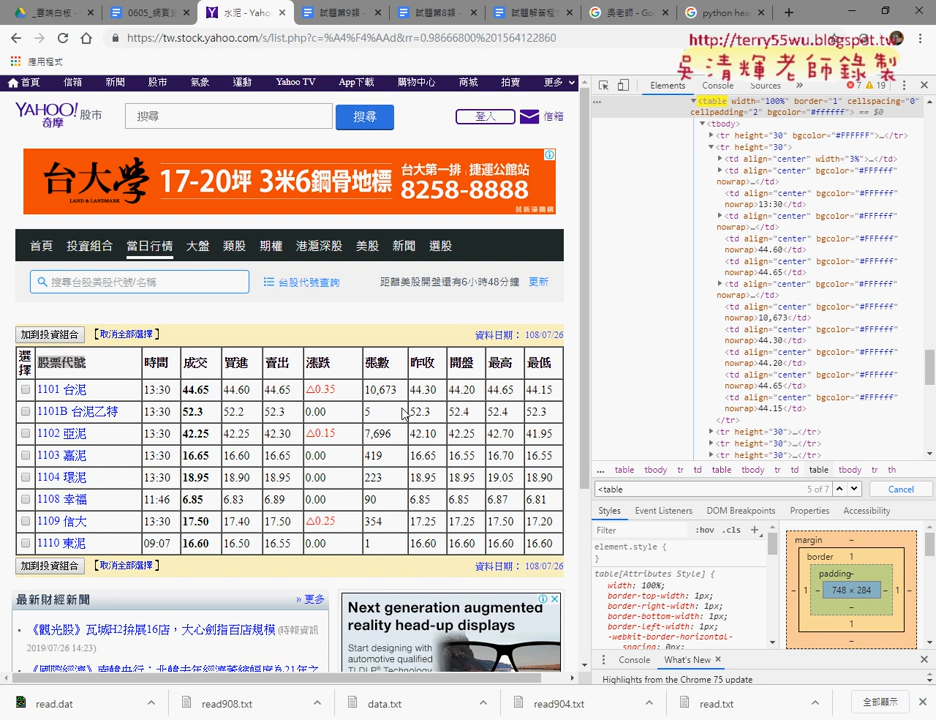 _雲端白板
0605_網頁資
水泥 - Yaho
試題第9類
試題第8類
試題解答程
吳老師 - Go
python hea
https://tw.stock.yahoo.com/s/list.php?c=%A4%F4%AAd&rr=0.98666800%201564122860
http://terry55wu.blogspot.tw
吳清輝老師錄製
應用程式
首頁 信箱 新聞 股市 氣象 運動 Yahoo TV App下載 購物中心 商城 拍賣 更多
YAHOO! 股市
奇摩
搜尋
搜尋
登入 信箱
台大學
LAND & LANDMARK
17-20坪 3米6鋼骨地標
台大第一排 捷運公館站
8258-8888
首頁 投資組合 當日行情 大盤 類股 期權 港滬深股 美股 新聞 選股
搜尋台股美股代號/名稱
台股代號查詢
距離美股開盤還有6小時48分鐘 更新
加到投資組合 【取消全部選擇】 資料日期： 108/07/26
選擇 股票代號 時間 成交 買進 賣出 漲跌 張數 昨收 開盤 最高 最低
1101 台泥 13:30 44.65 44.60 44.65 △0.35 10,673 44.30 44.20 44.65 44.15
1101B 台泥乙特 13:30 52.3 52.2 52.3 0.00 5 52.3 52.4 52.4 52.3
1102 亞泥 13:30 42.25 42.25 42.30 △0.15 7,696 42.10 42.25 42.70 41.95
1103 嘉泥 13:30 16.65 16.60 16.65 0.00 419 16.65 16.55 16.70 16.55
1104 環泥 13:30 18.95 18.90 18.95 0.00 223 18.95 18.95 19.05 18.90
1108 幸福 11:46 6.85 6.83 6.89 0.00 90 6.85 6.85 6.87 6.81
1109 信大 13:30 17.50 17.40 17.50 △0.25 354 17.25 17.25 17.50 17.20
1110 東泥 09:07 16.60 16.50 16.55 0.00 1 16.60 16.60 16.60 16.60
加到投資組合 【取消全部選擇】 資料日期： 108/07/26
最新財經新聞 » 更多
《觀光股》瓦城H2拚展16店，大心劍指百店規模 (時報資訊
2019/07/26 14:23)
Next generation augmented
reality head-up displays
Start designing with
automotive qualified
Elements Console Sources » 7 19
<table width="100%" border="1" cellspacing="0"
cellpadding="2" bgcolor="#ffffff"> == $0
<tbody>
<tr height="30" bgcolor="#FFFFFF">…</tr>
<tr height="30">
<td align="center" width="3%">…</td>
<td align="center" bgcolor="#FFFfff"
nowrap>…</td>
<td align="center" bgcolor="#FFFfff"
nowrap>13:30</td>
<td align="center" bgcolor="#FFFfff"
nowrap>…</td>
<td align="center" bgcolor="#FFFfff"
nowrap>44.60</td>
<td align="center" bgcolor="#FFFfff"
nowrap>44.65</td>
<td align="center" bgcolor="#FFFfff"
nowrap>…</td>
<td align="center" bgcolor="#FFFfff"
nowrap>10,673</td>
<td align="center" bgcolor="#FFFfff"
nowrap>44.30</td>
<td align="center" bgcolor="#FFFfff"
nowrap>44.20</td>
<td align="center" bgcolor="#FFFfff"
nowrap>44.65</td>
<td align="center" bgcolor="#FFFfff"
nowrap>44.15</td>
</tr>
<tr height="30">…</tr>
<tr height="30">…</tr>
<tr height="30">…</tr>
... table tbody tr td table tbody tr td table tbody tr th
<table 5 of 7 Cancel
Styles Event Listeners DOM Breakpoints Properties Accessibility
Filter :hov .cls +
element.style {
}
table[Attributes Style] {
width: 100%;
border-top-width: 1px;
border-right-width: 1px;
border-bottom-width: 1px;
border-left-width: 1px;
-webkit-border-horizontal-
spacing: 0px;
margin -
border 1
padding-
- 1 - 748 × 284 - 1 -
-
1
-
Console What's New ×
Highlights from the Chrome 75 update
read.dat
read908.txt
data.txt
read904.txt
read.txt
全部顯示